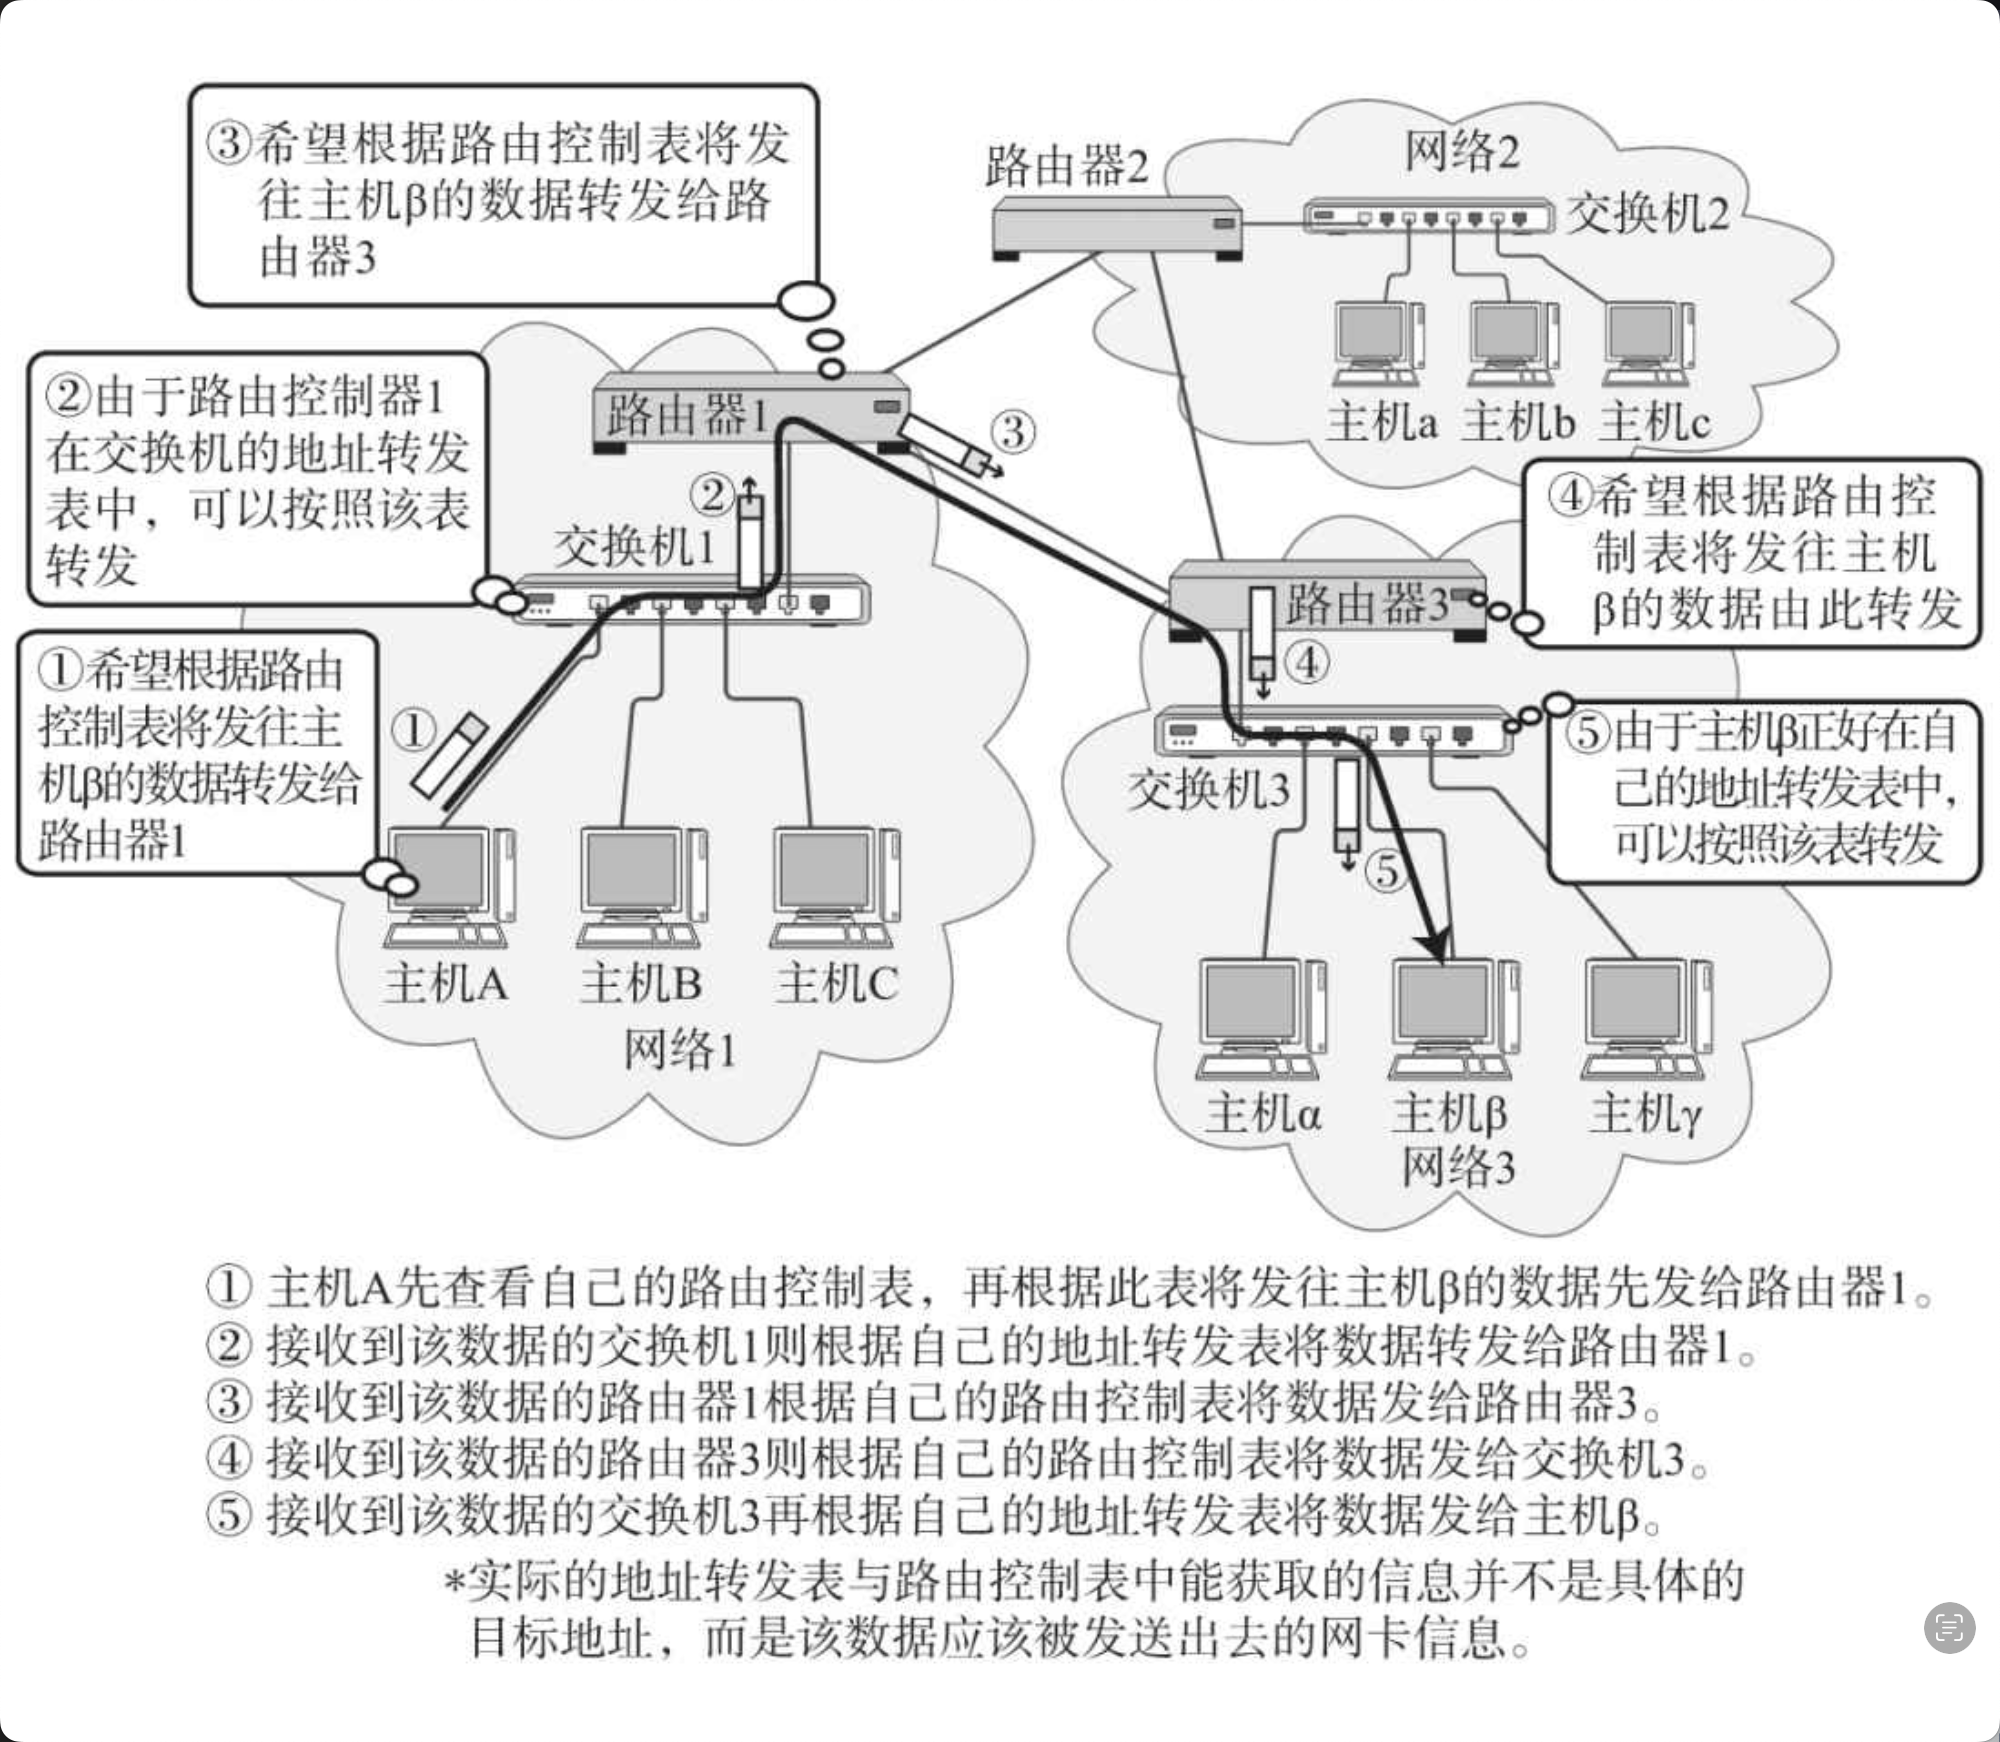 ③希望根据路由控制表将发
往主机β的数据转发给路
由器3
路由器2
网络2
交换机2
主机a 主机b 主机c
②由于路由控制器1
在交换机的地址转发
表中，可以按照该表
转发
路由器1
③
②
交换机1
④希望根据路由控
制表将发往主机
β的数据由此转发
路由器3
④
①希望根据路由
控制表将发往主
机β的数据转发给
路由器1
①
⑤由于主机β正好在自
己的地址转发表中，
可以按照该表转发
交换机3
⑤
主机A 主机B 主机C
网络1
主机α 主机β 主机γ
网络3
① 主机A先查看自己的路由控制表，再根据此表将发往主机β的数据先发给路由器1。
② 接收到该数据的交换机1则根据自己的地址转发表将数据转发给路由器1。
③ 接收到该数据的路由器1根据自己的路由控制表将数据发给路由器3。
④ 接收到该数据的路由器3则根据自己的路由控制表将数据发给交换机3。
⑤ 接收到该数据的交换机3再根据自己的地址转发表将数据发给主机β。
*实际的地址转发表与路由控制表中能获取的信息并不是具体的
目标地址，而是该数据应该被发送出去的网卡信息。